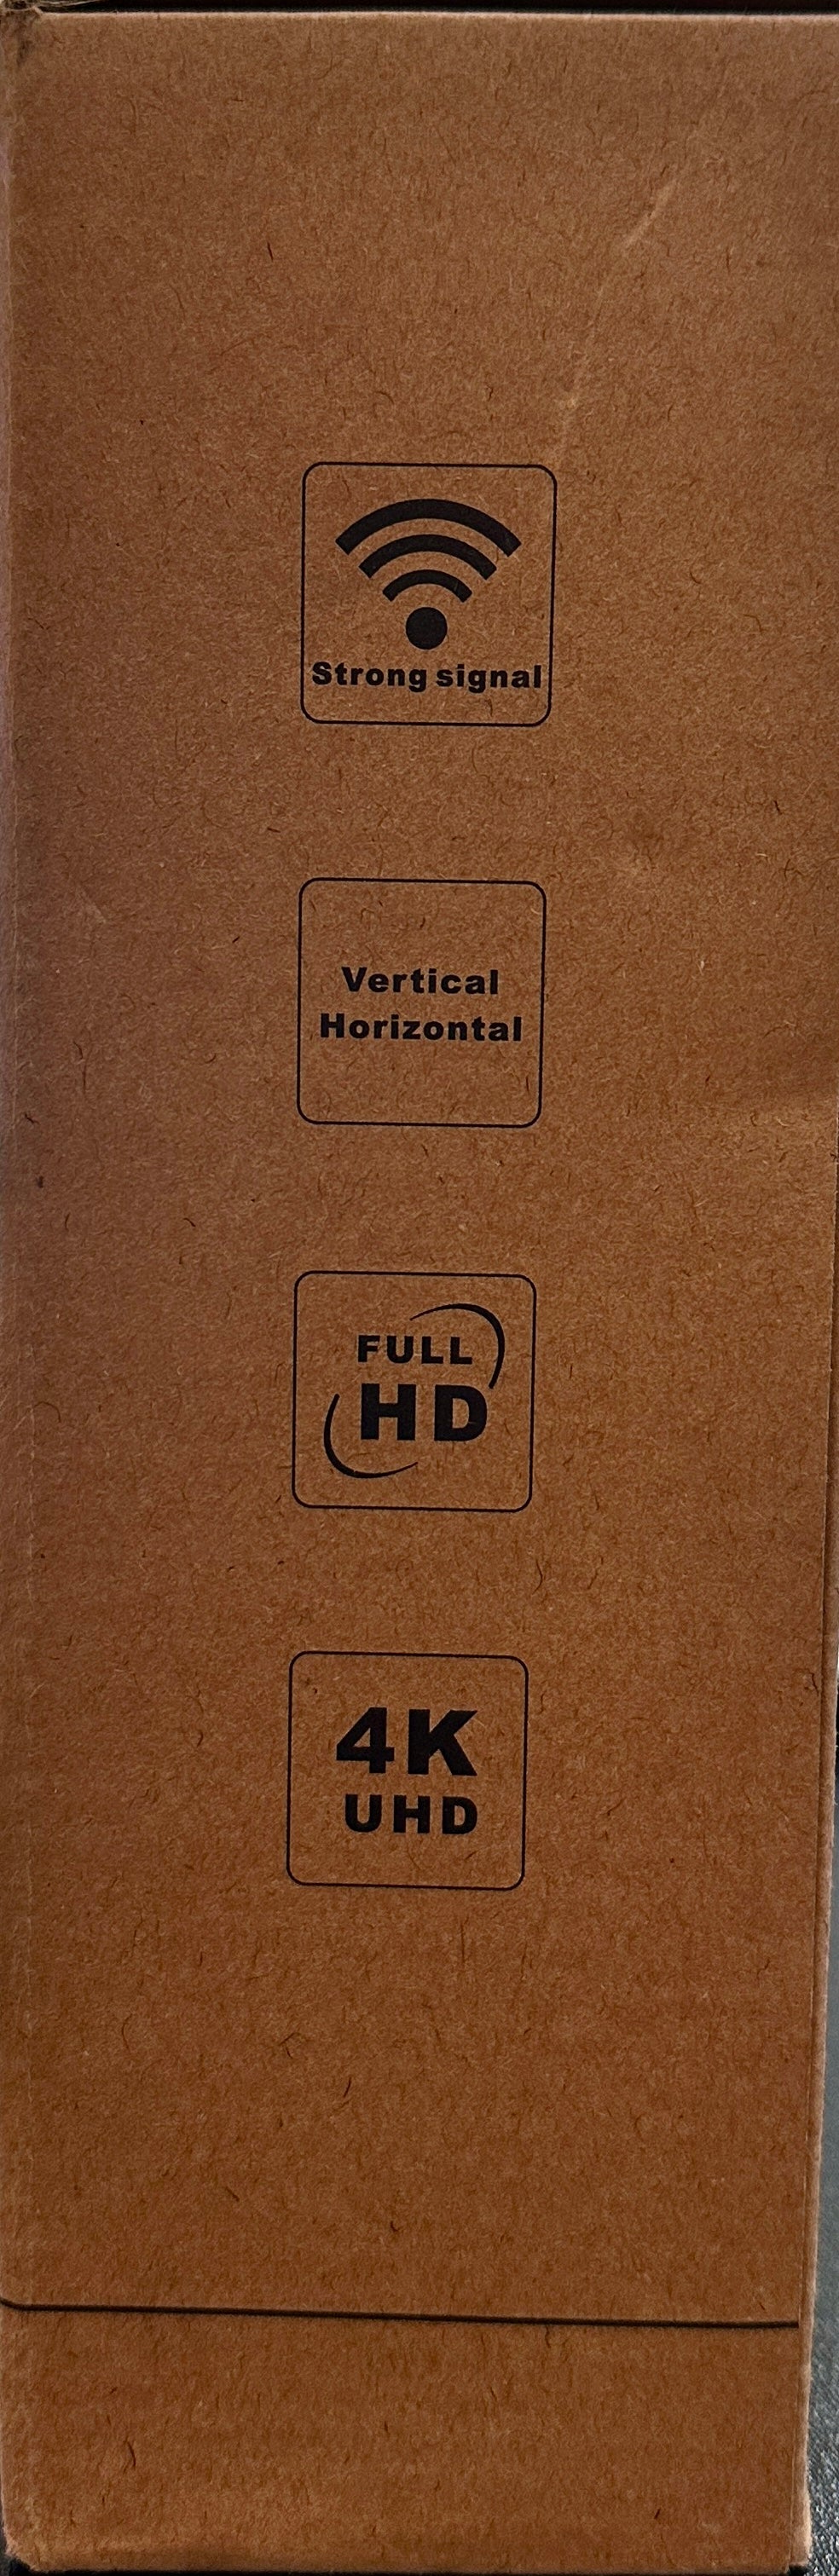 Strong signal
Vertical
Horizontal
FULL
HD
4K
UHD